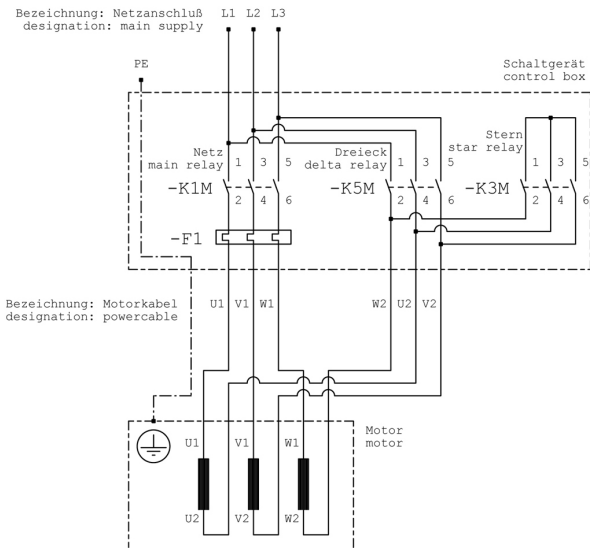 Bezeichnung: Netzanschluß L1 L2 L3
designation: main supply
PE
Schaltgerät
control box
Stern
star relay
Netz
main relay
1 3 5
Dreieck
delta relay
1 3 5
1 3 5
-K1M
-K5M
-K3M
2 4 6
2 4 6
2 4 6
-F1
Bezeichnung: Motorkabel
designation: powercable
U1 V1 W1
W2 U2 V2
Motor
motor
U1 V1 W1
U2 V2 W2